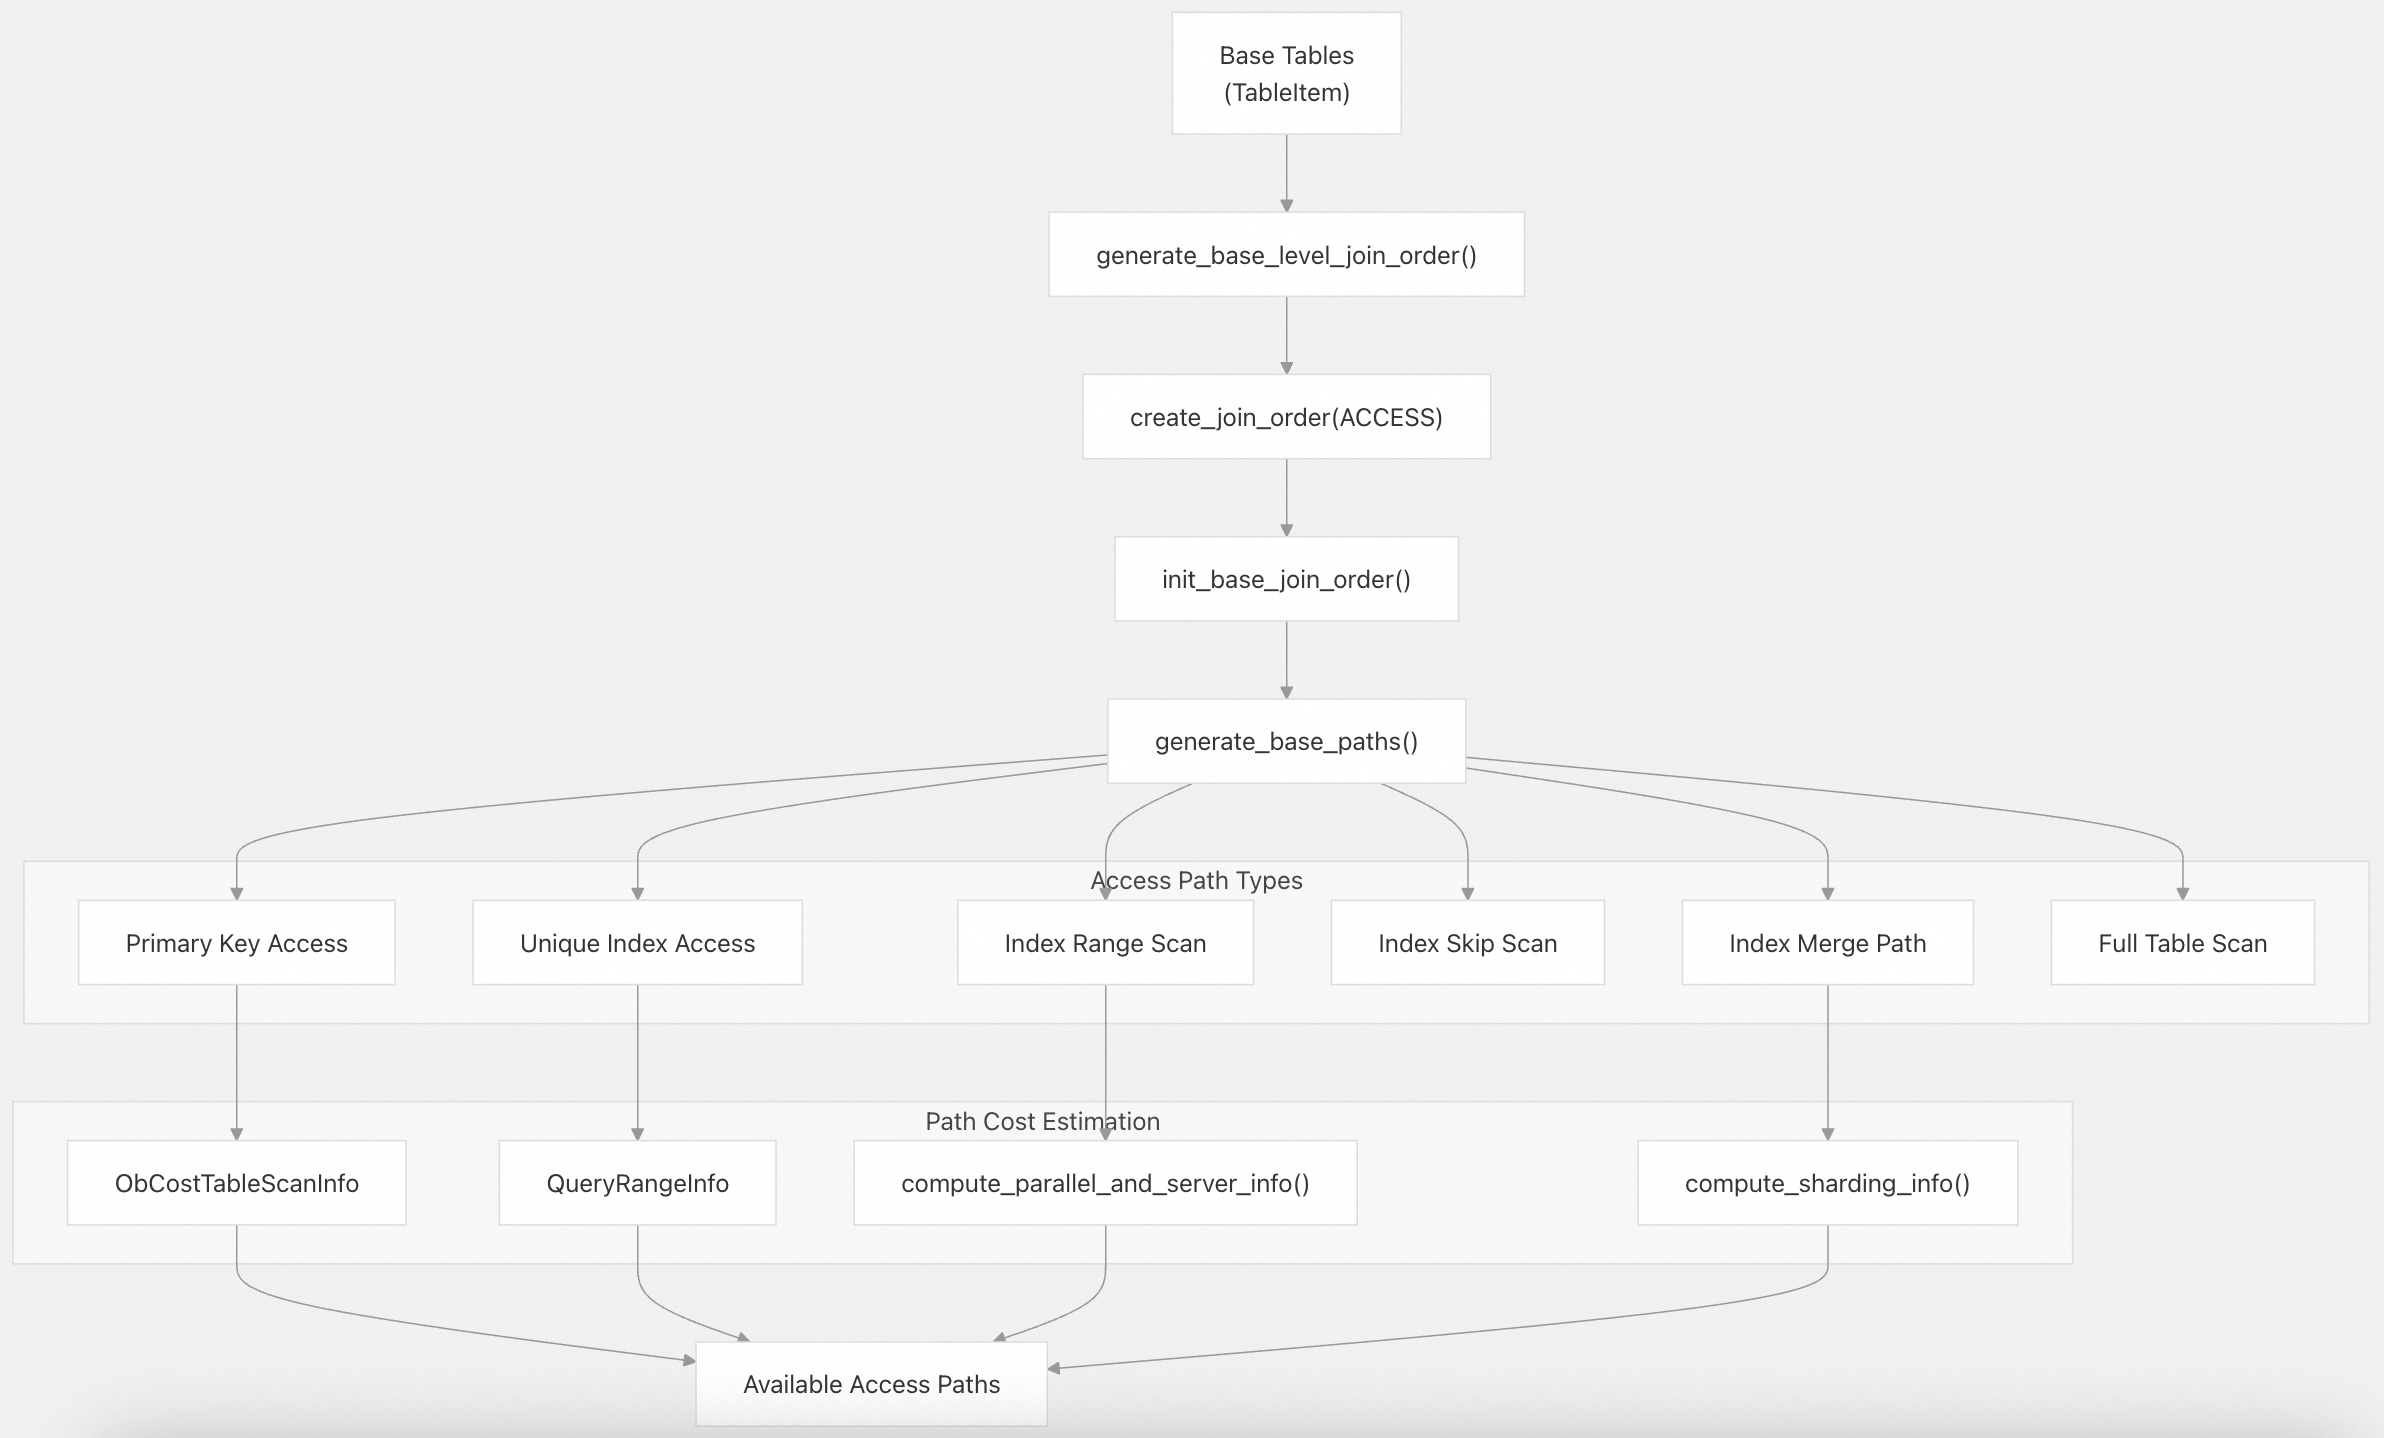 Base Tables
(TableItem)
generate_base_level_join_order()
create_join_order(ACCESS)
init_base_join_order()
generate_base_paths()
Access Path Types
Primary Key Access
Unique Index Access
Index Range Scan
Index Skip Scan
Index Merge Path
Full Table Scan
Path Cost Estimation
ObCostTableScanInfo
QueryRangeInfo
compute_parallel_and_server_info()
compute_sharding_info()
Available Access Paths